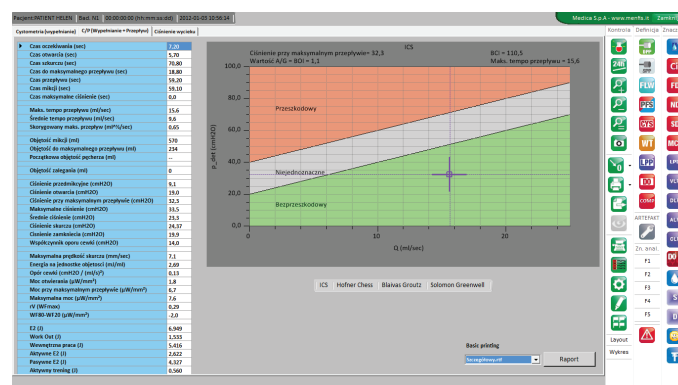 Pacjent PATIENT HELEN Bad. N1 00:00:00:00 (hh:mm:ss:dd) 2012-01-03 10:56:14
Medica S.p.A - www.menfis.it Zamknij
Cystometria (wypełnianie) C/P (Wypełnianie + Przepływ) Ciśnienie wycieku
Kontrola Definicja Znacz
Czas oczekiwania (sec) 7,20
Czas otwarcia (sec) 5,70
Czas szkurczu (sec) 70,80
Czas do maksymalnego przepływu (sec) 18,80
Czas przepływu (sec) 59,20
Czas mikcji (sec) 59,10
Czas maksymalne ciśnienie (sec) 0,0
Maks. tempo przepływu (ml/sec) 15,6
Średnie tempo przepływu (ml/sec) 9,6
Skorygowany maks. przepływ (ml*½/sec) 0,65
Objętość mikcji (ml) 570
Objętość do maksymalnego przepływu (ml) 234
Początkowa objętość pęcherza (ml) --
Objętość zalegania (ml) 0
Ciśnienie przedmikcyjne (cmH2O) 9,1
Ciśnienie otwarcia (cmH2O) 19,0
Ciśnienie przy maksymalnym przepływie (cmH2O) 32,3
Maksymalne ciśnienie (cmH2O) 33,5
Średnie ciśnienie (cmH2O) 23,3
Ciśnienie skurczu (cmH2O) 24,37
Ciśnienie zamknięcia (cmH2O) 19,9
Współczynnik oporu cewki (cmH2O) 14,0
Maksymalna prędkość skurczu (mm/sec) 7,1
Energia na jednostkę objętości (mJ/ml) 2,69
Opór cewki (cmH2O / (ml/s)²) 0,13
Moc otwierania (µW/mm²) 1,8
Moc przy maksymalnym przepływie (µW/mm²) 6,7
Maksymalna moc (µW/mm²) 7,6
rV (WFmax) 0,29
WF80-WF20 (µW/mm²) -2,0
E2 (J) 6,949
Work Out (J) 1,533
Wewnętrzna praca (J) 5,416
Aktywne E2 (J) 2,622
Pasywne E2 (J) 4,327
Aktywny trening (J) 0,560
ICS
Ciśnienie przy maksymalnym przepływie= 32,3 BCI = 110,5
Wartość A/G = BOI = 1,1 Maks. tempo przepływu = 15,6
100,0
80,0
60,0
40,0
20,0
0,0
p_det (cmH2O)
Przeszkodowy
Niejednoznaczne
Bezprzeszkodowy
0 10 20
Q (ml/sec)
ICS Hofner Chess Blaivas Groutz Solomon Greenwell
Basic printing
Szczegółowy.rtf Raport
SPP
24h SPP
FLW
PPS
CYS
WT
LPP
DO
COMP
ARTEFAKT
Zn. anal.
F1
F2
F3
F4
F5
Layout
Wykres